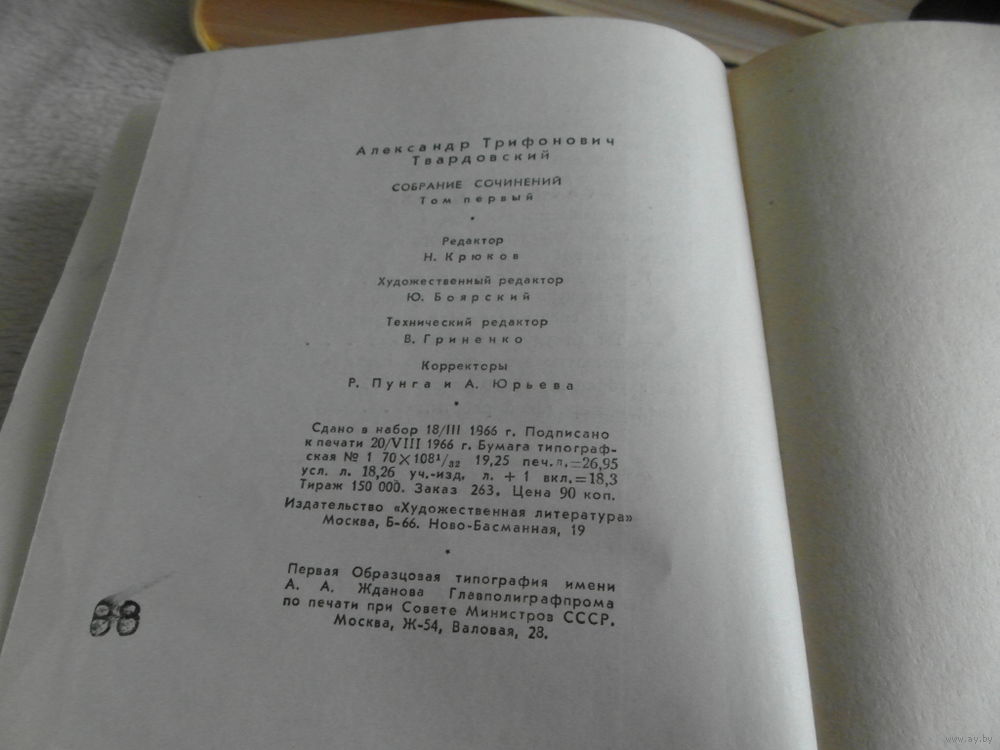 Александр Трифонович
Твардовский
СОБРАНИЕ СОЧИНЕНИЙ
Том первый
*
Редактор
Н. Крюков
Художественный редактор
Ю. Боярский
Технический редактор
В. Гриненко
Корректоры
Р. Пунга и А. Юрьева
*
Сдано в набор 18/III 1966 г. Подписано
к печати 20/VIII 1966 г. Бумага типограф-
ская № 1 70×108¹/₃₂ 19,25 печ.л.=26,95
усл. л. 18,26 уч.-изд. л. + 1 вкл.=18,3
Тираж 150 000. Заказ 263. Цена 90 коп.
Издательство «Художественная литература»
Москва, Б-66. Ново-Басманная, 19
*
Первая Образцовая типография имени
А. А. Жданова Главполиграфпрома
по печати при Совете Министров СССР.
Москва, Ж-54, Валовая, 28.
www.ay.by